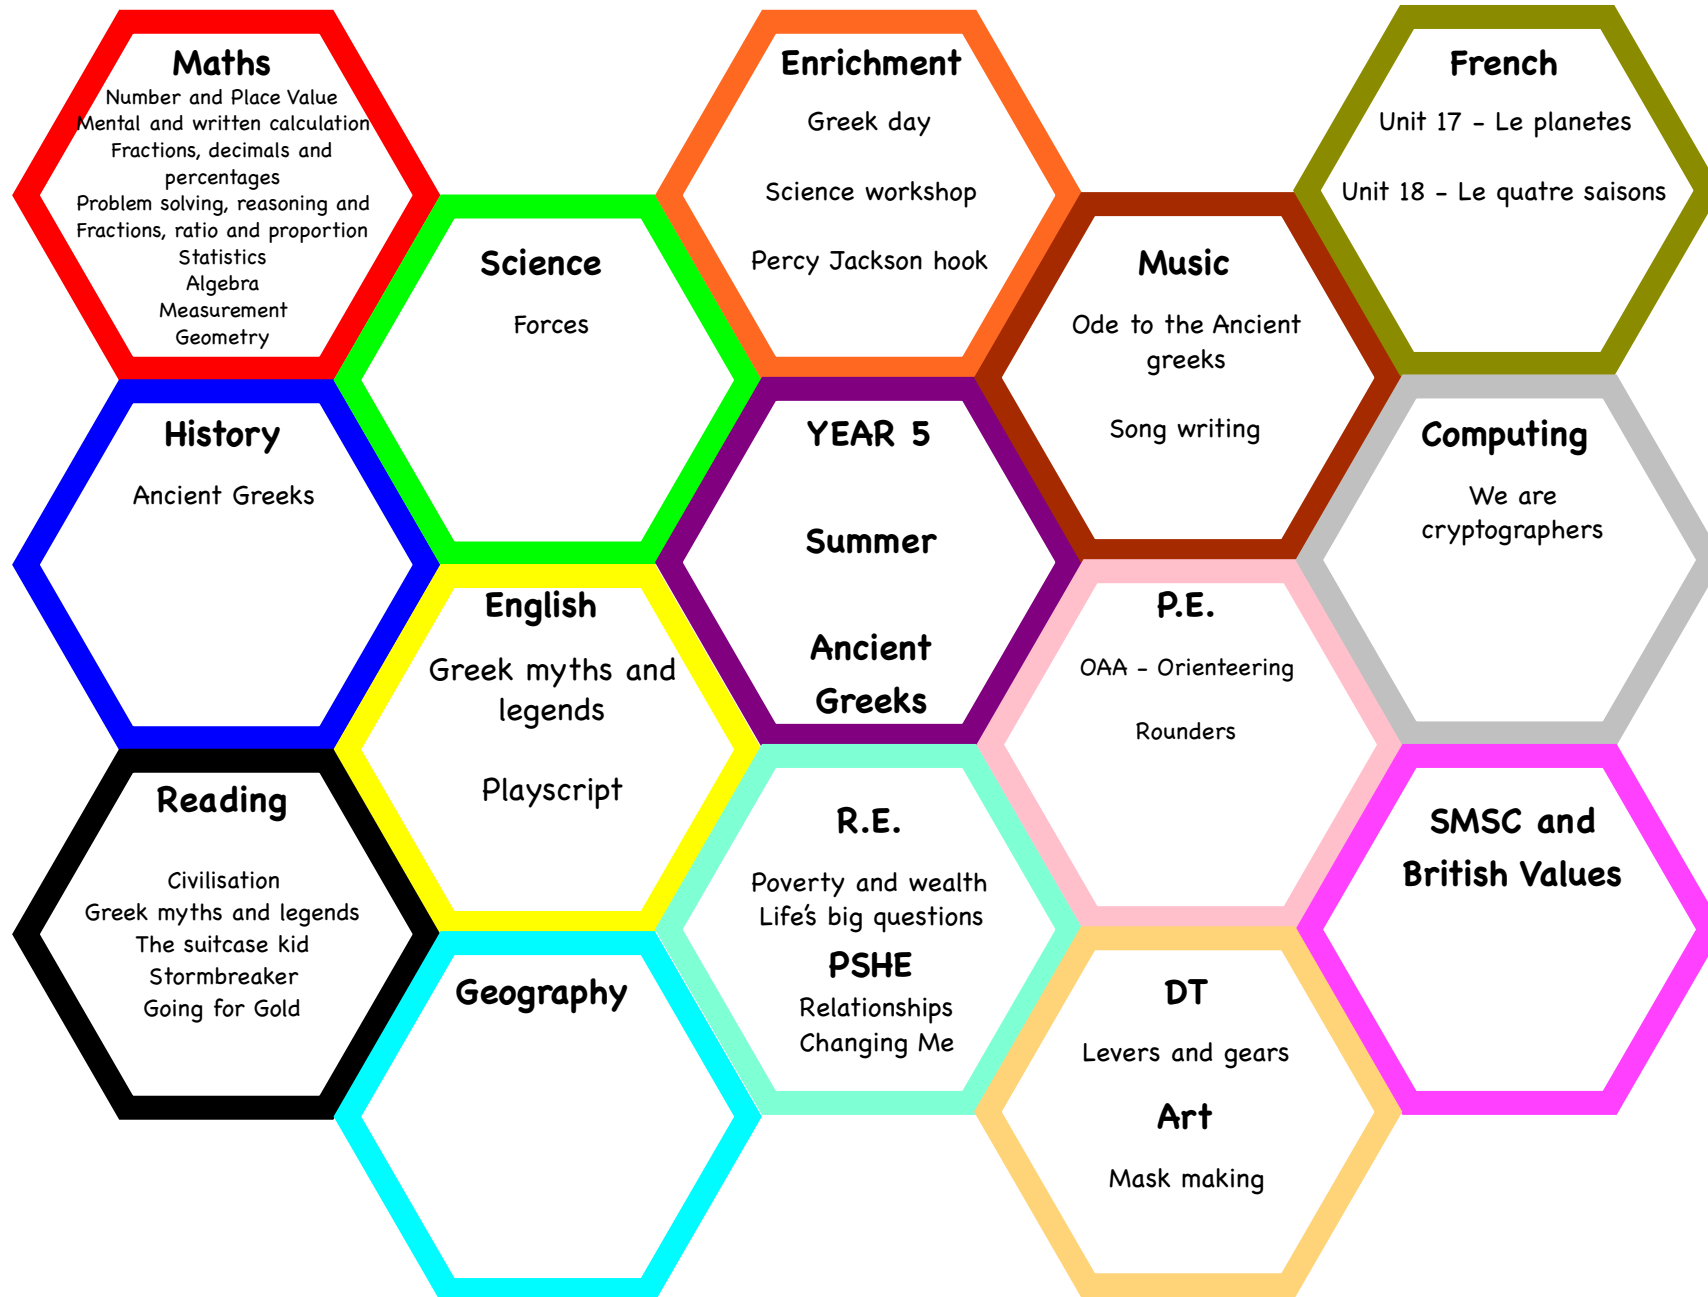 Maths
Number and Place Value
Mental and written calculation
Fractions, decimals and
percentages
Problem solving, reasoning and
Fractions, ratio and proportion
Statistics
Algebra
Measurement
Geometry
Enrichment
Greek day
Science workshop
Percy Jackson hook
French
Unit 17 - Le planetes
Unit 18 - Le quatre saisons
Science
Forces
Music
Ode to the Ancient
greeks
Song writing
History
Ancient Greeks
YEAR 5
Summer
Ancient
Greeks
Computing
We are
cryptographers
English
Greek myths and
legends
Playscript
P.E.
OAA - Orienteering
Rounders
Reading
Civilisation
Greek myths and legends
The suitcase kid
Stormbreaker
Going for Gold
R.E.
Poverty and wealth
Life's big questions
PSHE
Relationships
Changing Me
SMSC and
British Values
Geography
DT
Levers and gears
Art
Mask making